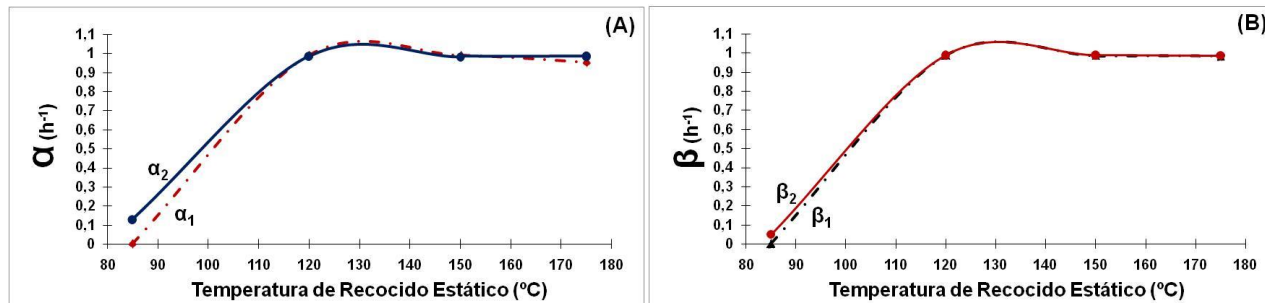 (A)
1,1
1
0,9
0,8
0,7
0,6
0,5
0,4
0,3
0,2
0,1
0
α (h-1)
α2
α1
80 90 100 110 120 130 140 150 160 170 180
Temperatura de Recocido Estático (ºC)
(B)
1,1
1
0,9
0,8
0,7
0,6
0,5
0,4
0,3
0,2
0,1
0
β (h-1)
β2
β1
80 90 100 110 120 130 140 150 160 170 180
Temperatura de Recocido Estático (ºC)